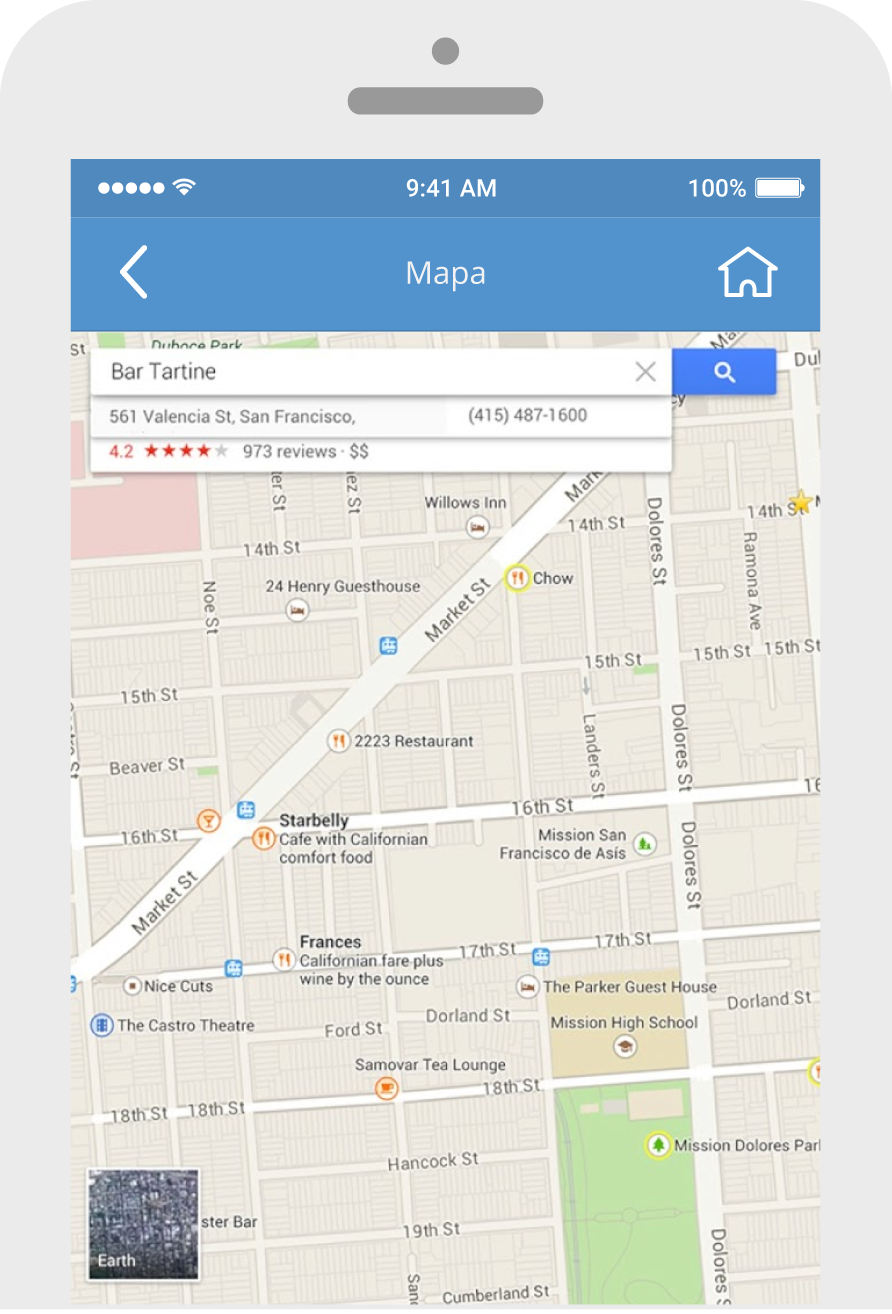 9:41 AM
100%
Mapa
St
Duboce Park
Bar Tartine
561 Valencia St, San Francisco,
(415) 487-1600
4.2
973 reviews · $$
Willows Inn
14th St
14th St
14th St
Dolores St
Ramona Ave
24 Henry Guesthouse
Chow
Noe St
Market St
15th St
15th St
15th St
15th St
2223 Restaurant
Landers St
Dolores St
Beaver St
16th St
16th St
Starbelly
Cafe with Californian
comfort food
Mission San
Francisco de Asís
Dolores St
Market St
Frances
Californian fare plus
wine by the ounce
17th St
17th St
Nice Cuts
The Parker Guest House
Dorland St
The Castro Theatre
Ford St
Dorland St
Mission High School
Samovar Tea Lounge
18th St
18th St
18th St
Mission Dolores Parl
Hancock St
ster Bar
19th St
Earth
Dolores S
Cumberland St